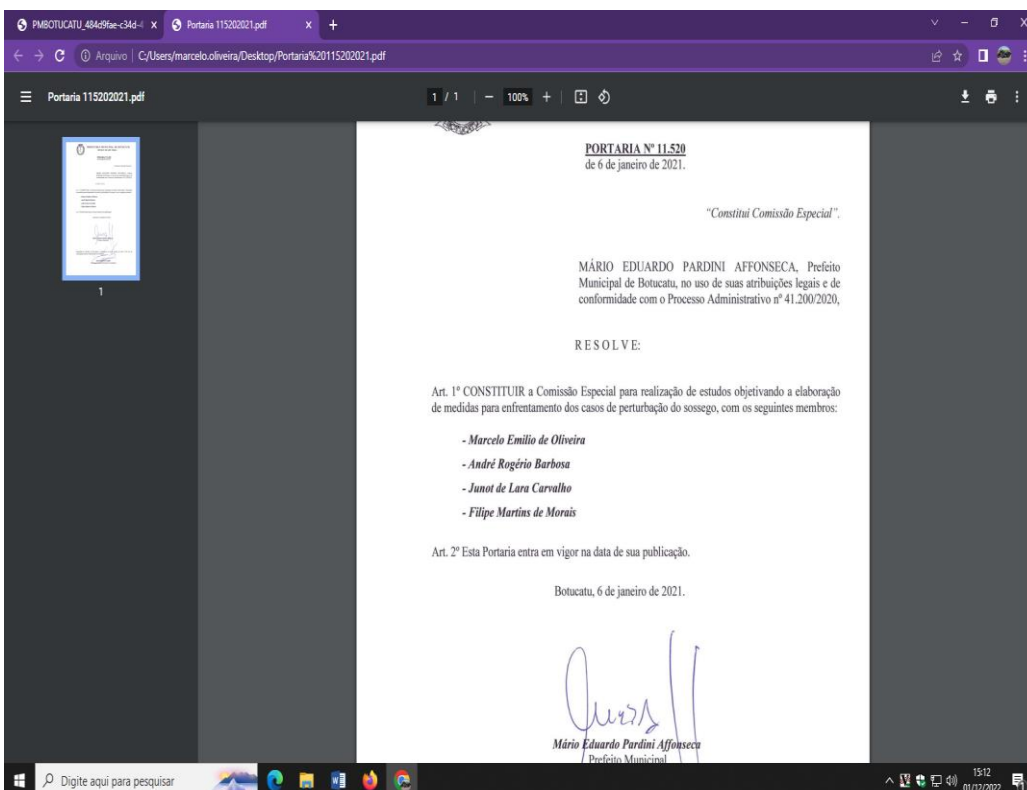 PMBOTUCATU_484d9fae-c34d-4
Portaria 115202021.pdf
Arquivo | C:/Users/marcelo.oliveira/Desktop/Portaria%20115202021.pdf
Portaria 115202021.pdf
1 / 1 | − 100% +
1
PORTARIA Nº 11.520
de 6 de janeiro de 2021.
“Constitui Comissão Especial”.
MÁRIO EDUARDO PARDINI AFFONSECA, Prefeito
Municipal de Botucatu, no uso de suas atribuições legais e de
conformidade com o Processo Administrativo nº 41.200/2020,
R E S O L V E:
Art. 1º CONSTITUIR a Comissão Especial para realização de estudos objetivando a elaboração
de medidas para enfrentamento dos casos de perturbação do sossego, com os seguintes membros:
- Marcelo Emilio de Oliveira
- André Rogério Barbosa
- Junot de Lara Carvalho
- Filipe Martins de Morais
Art. 2º Esta Portaria entra em vigor na data de sua publicação.
Botucatu, 6 de janeiro de 2021.
Mário Eduardo Pardini Affonseca
Prefeito Municipal
Digite aqui para pesquisar
15:12
01/12/2022